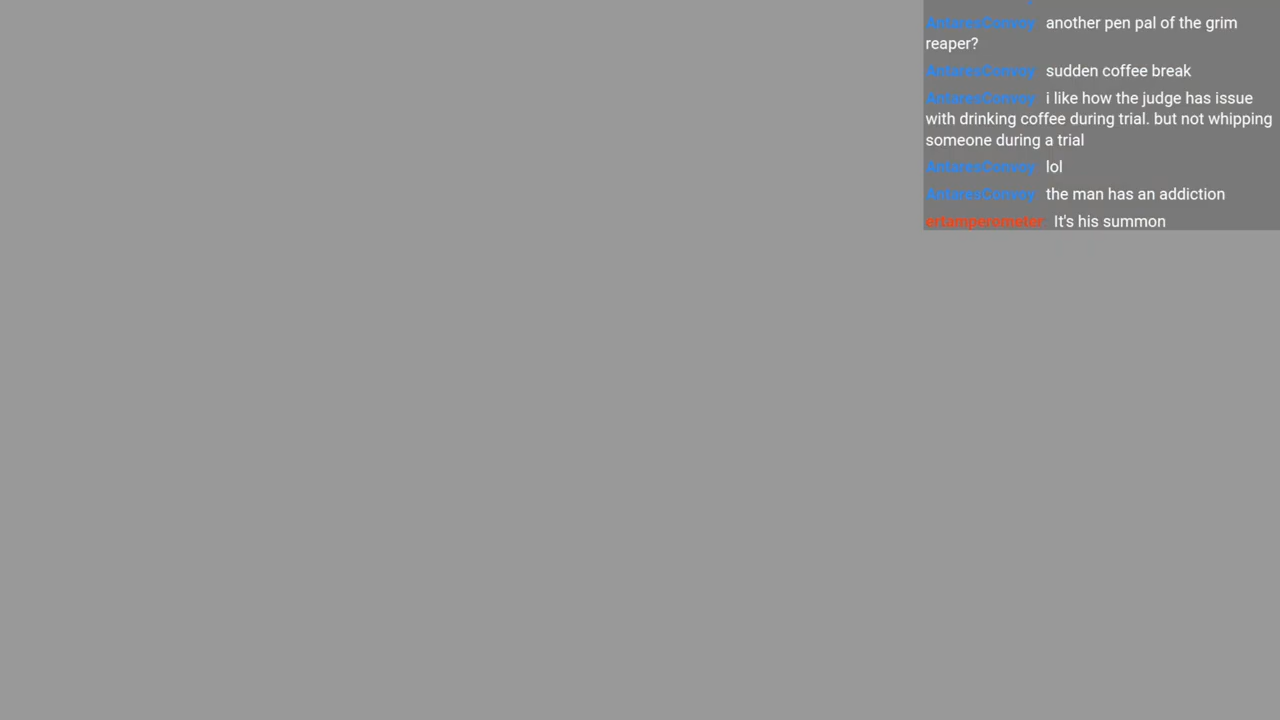 AntaresConvoy: another pen pal of the grim
reaper?
AntaresConvoy: sudden coffee break
AntaresConvoy: i like how the judge has issue
with drinking coffee during trial. but not whipping
someone during a trial
AntaresConvoy: lol
AntaresConvoy: the man has an addiction
ertamperometer: It's his summon